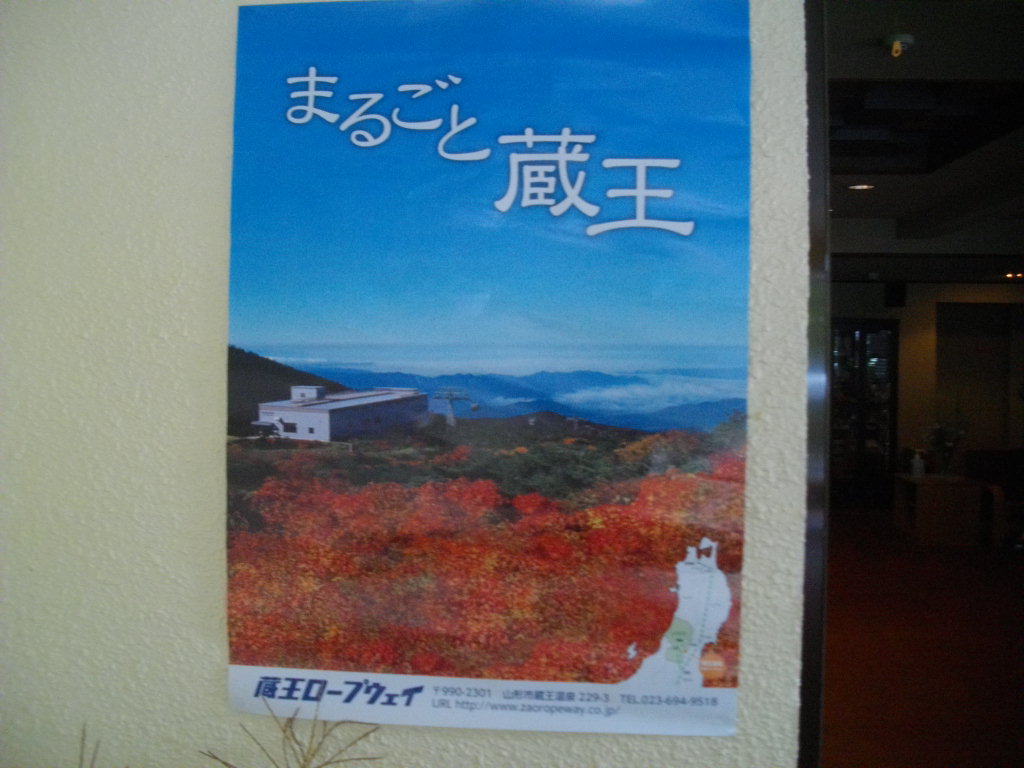 まるごと蔵王
蔵王ロープウェイ
〒990-2301 山形市蔵王温泉 229-3 TEL.023-694-9518
URL http://www.zaoropeway.co.jp/